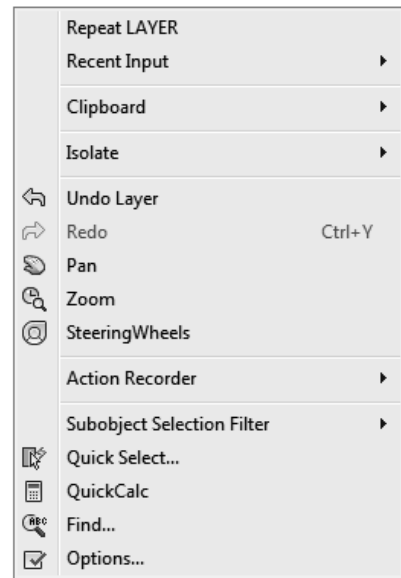 Repeat LAYER
Recent Input
Clipboard
Isolate
Undo Layer
Redo Ctrl+Y
Pan
Zoom
SteeringWheels
Action Recorder
Subobject Selection Filter
Quick Select...
QuickCalc
ABC Find...
Options...